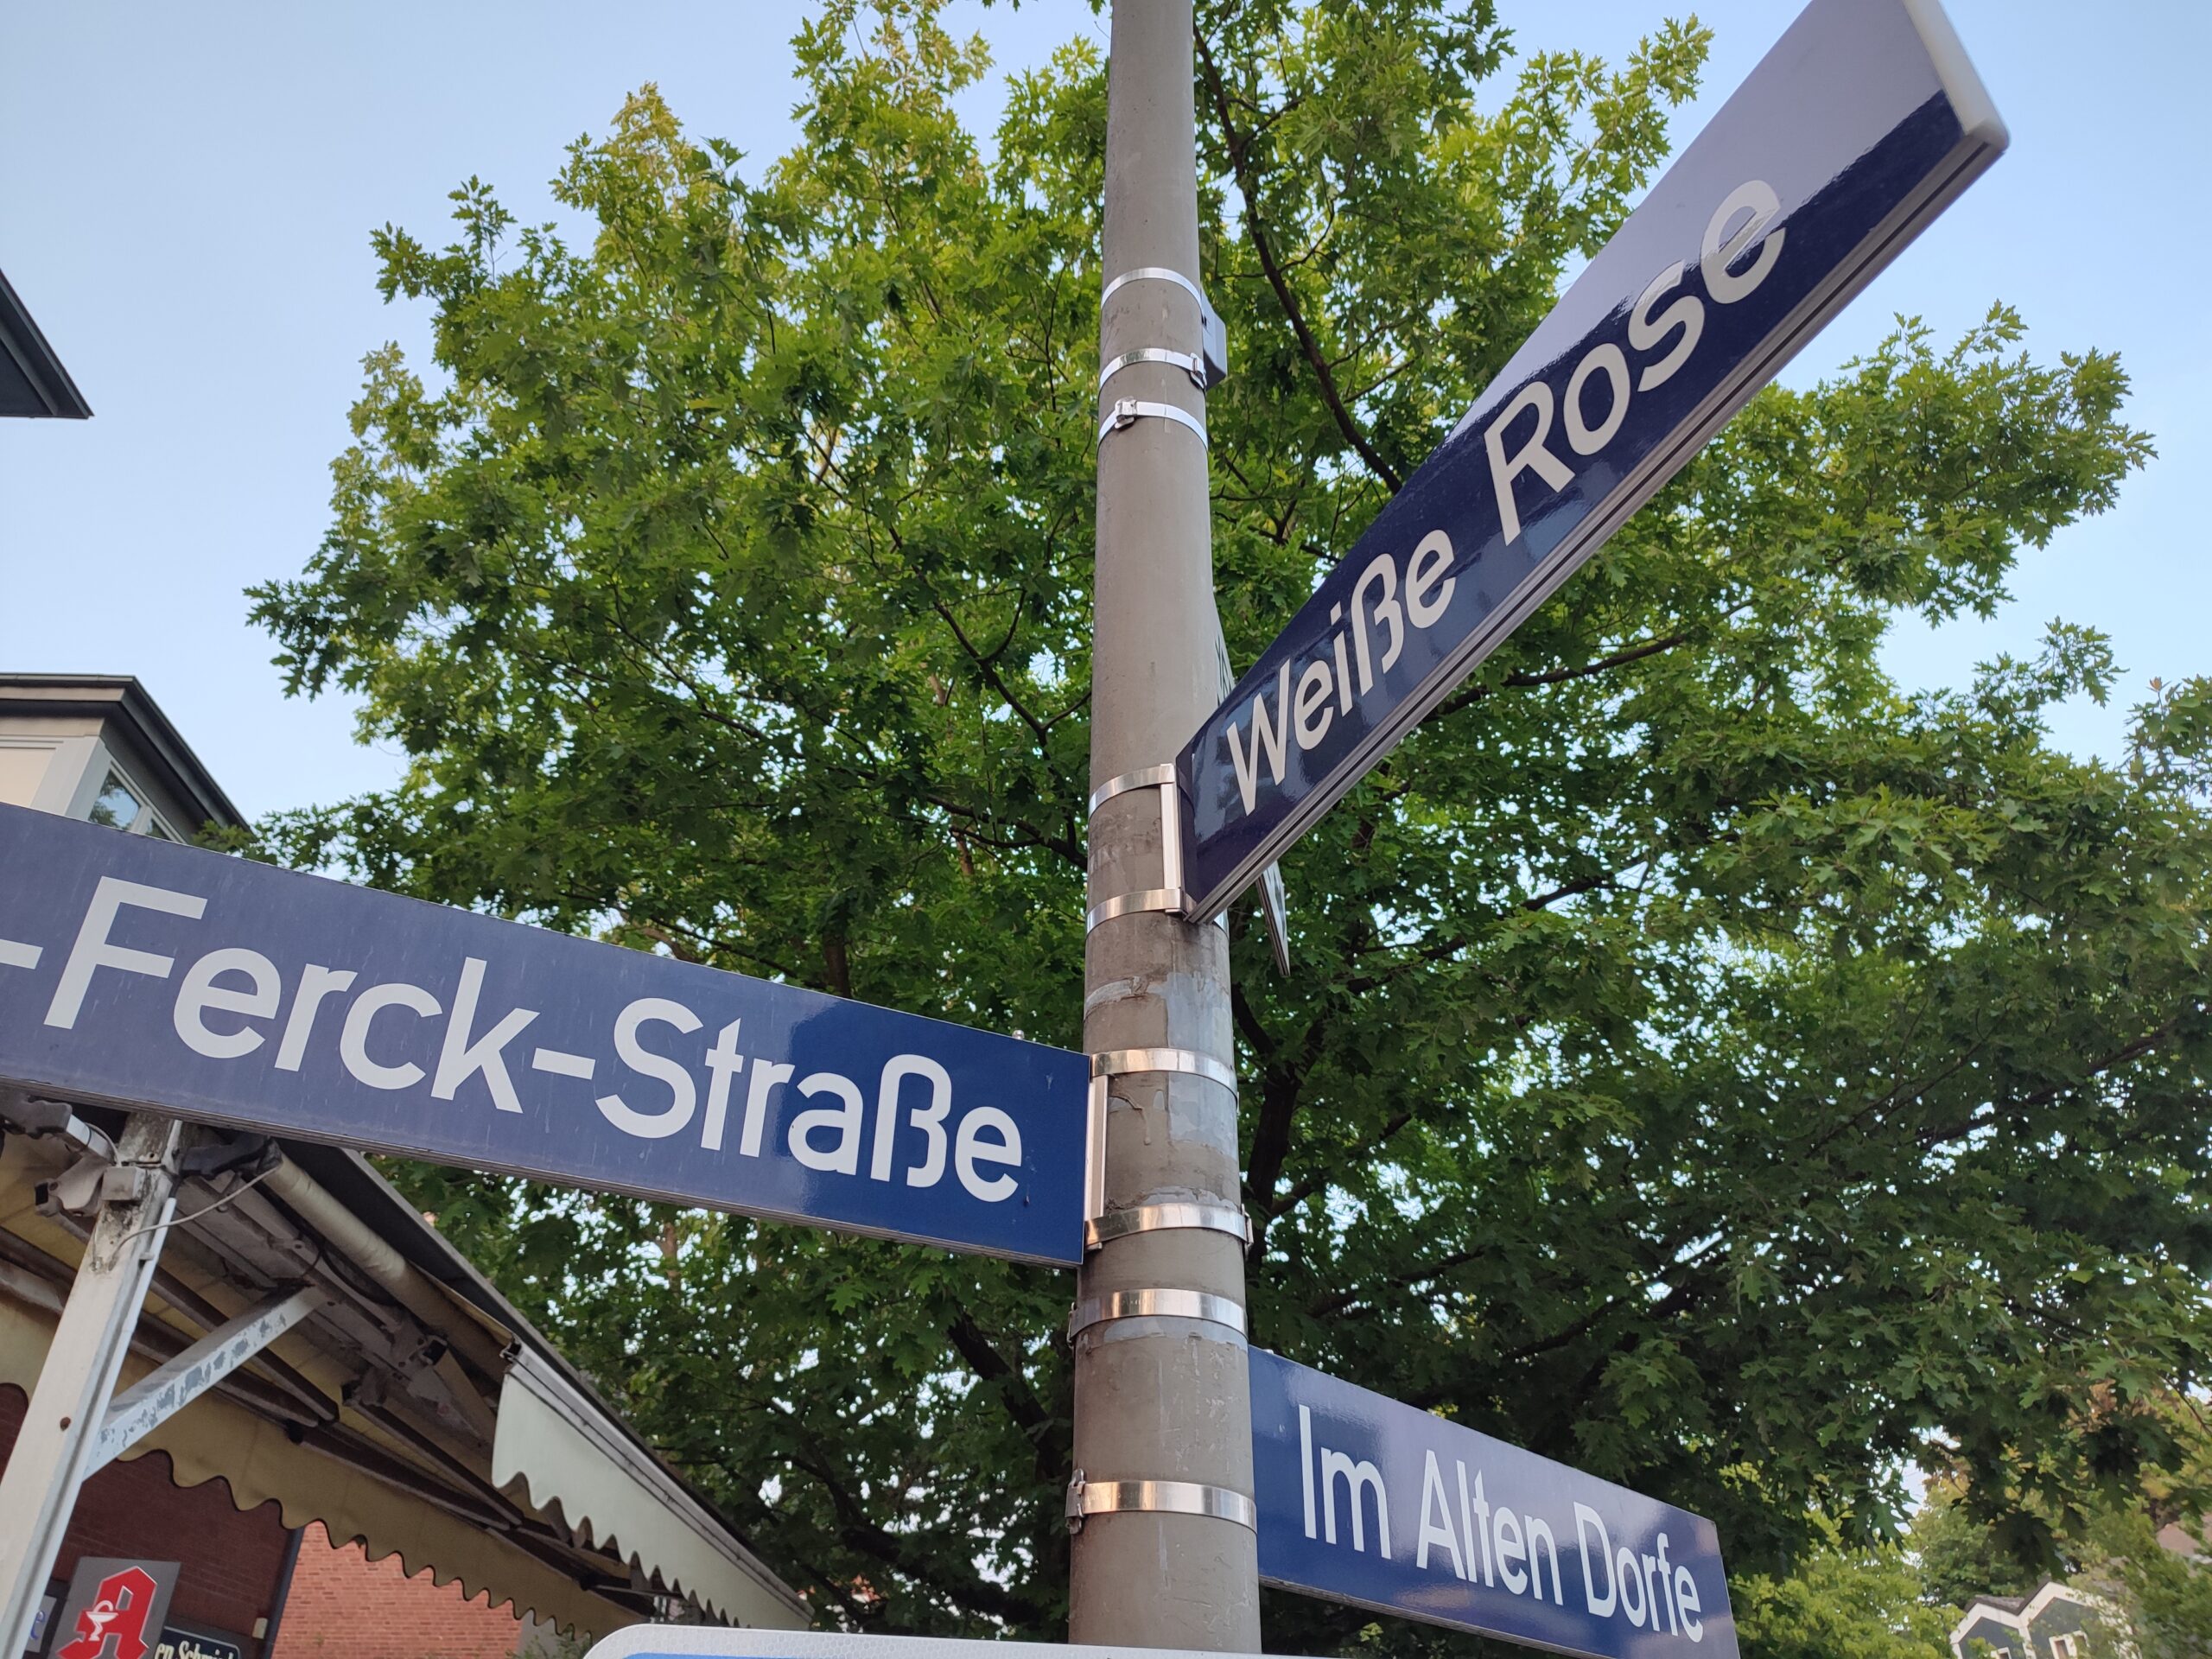 Weiße Rose
-Ferck-Straße
Im Alten Dorfe
A